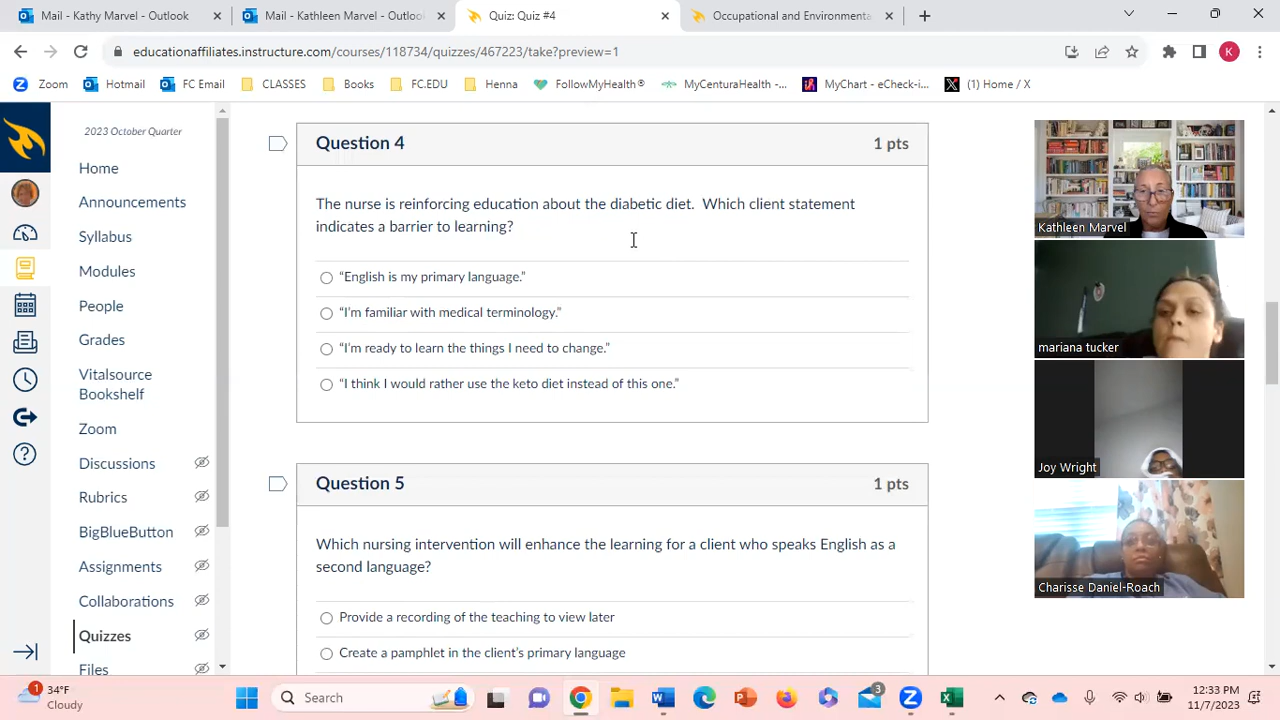 Mail - Kathy Marvel - Outlook
Mail - Kathleen Marvel - Outlook
Quiz: Quiz #4
Occupational and Environmenta
educationaffiliates.instructure.com/courses/118734/quizzes/467223/take?preview=1
K
Zoom
Hotmail
FC Email
CLASSES
Books
FC.EDU
Henna
FollowMyHealth®
MyCenturaHealth -...
MyChart - eCheck-i...
(1) Home / X
2023 October Quarter
Home
Announcements
Syllabus
Modules
People
Grades
Vitalsource
Bookshelf
Zoom
Discussions
Rubrics
BigBlueButton
Assignments
Collaborations
Quizzes
Files
Question 4
1 pts
The nurse is reinforcing education about the diabetic diet.  Which client statement
indicates a barrier to learning?
“English is my primary language.”
“I’m familiar with medical terminology.”
“I’m ready to learn the things I need to change.”
“I think I would rather use the keto diet instead of this one.”
Question 5
1 pts
Which nursing intervention will enhance the learning for a client who speaks English as a
second language?
Provide a recording of the teaching to view later
Create a pamphlet in the client’s primary language
Kathleen Marvel
mariana tucker
Joy Wright
Charisse Daniel-Roach
1
34°F
Cloudy
Search
3
12:33 PM
11/7/2023